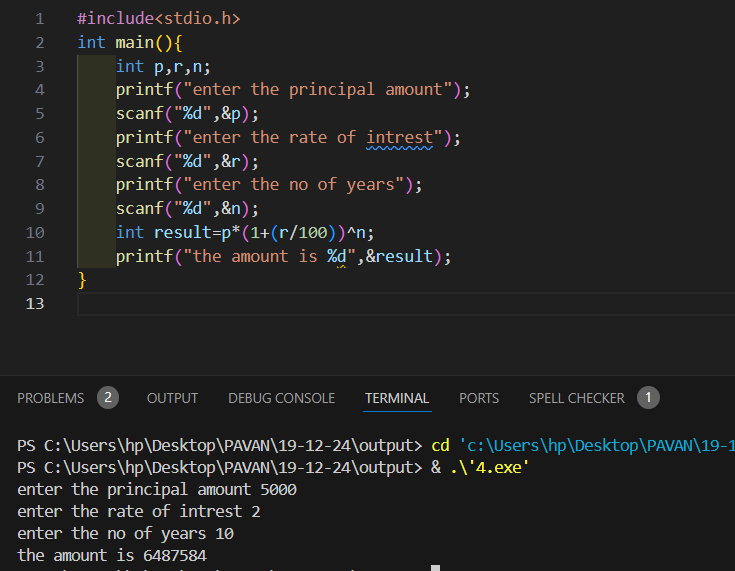 1 #include<stdio.h>
2 int main(){
3 int p,r,n;
4 printf("enter the principal amount");
5 scanf("%d",&p);
6 printf("enter the rate of intrest");
7 scanf("%d",&r);
8 printf("enter the no of years");
9 scanf("%d",&n);
10 int result=p*(1+(r/100))^n;
11 printf("the amount is %d",&result);
12 }
13
PROBLEMS 2 OUTPUT DEBUG CONSOLE TERMINAL PORTS SPELL CHECKER 1
PS C:\Users\hp\Desktop\PAVAN\19-12-24\output> cd 'c:\Users\hp\Desktop\PAVAN\19-1
PS C:\Users\hp\Desktop\PAVAN\19-12-24\output> & .\'4.exe'
enter the principal amount 5000
enter the rate of intrest 2
enter the no of years 10
the amount is 6487584